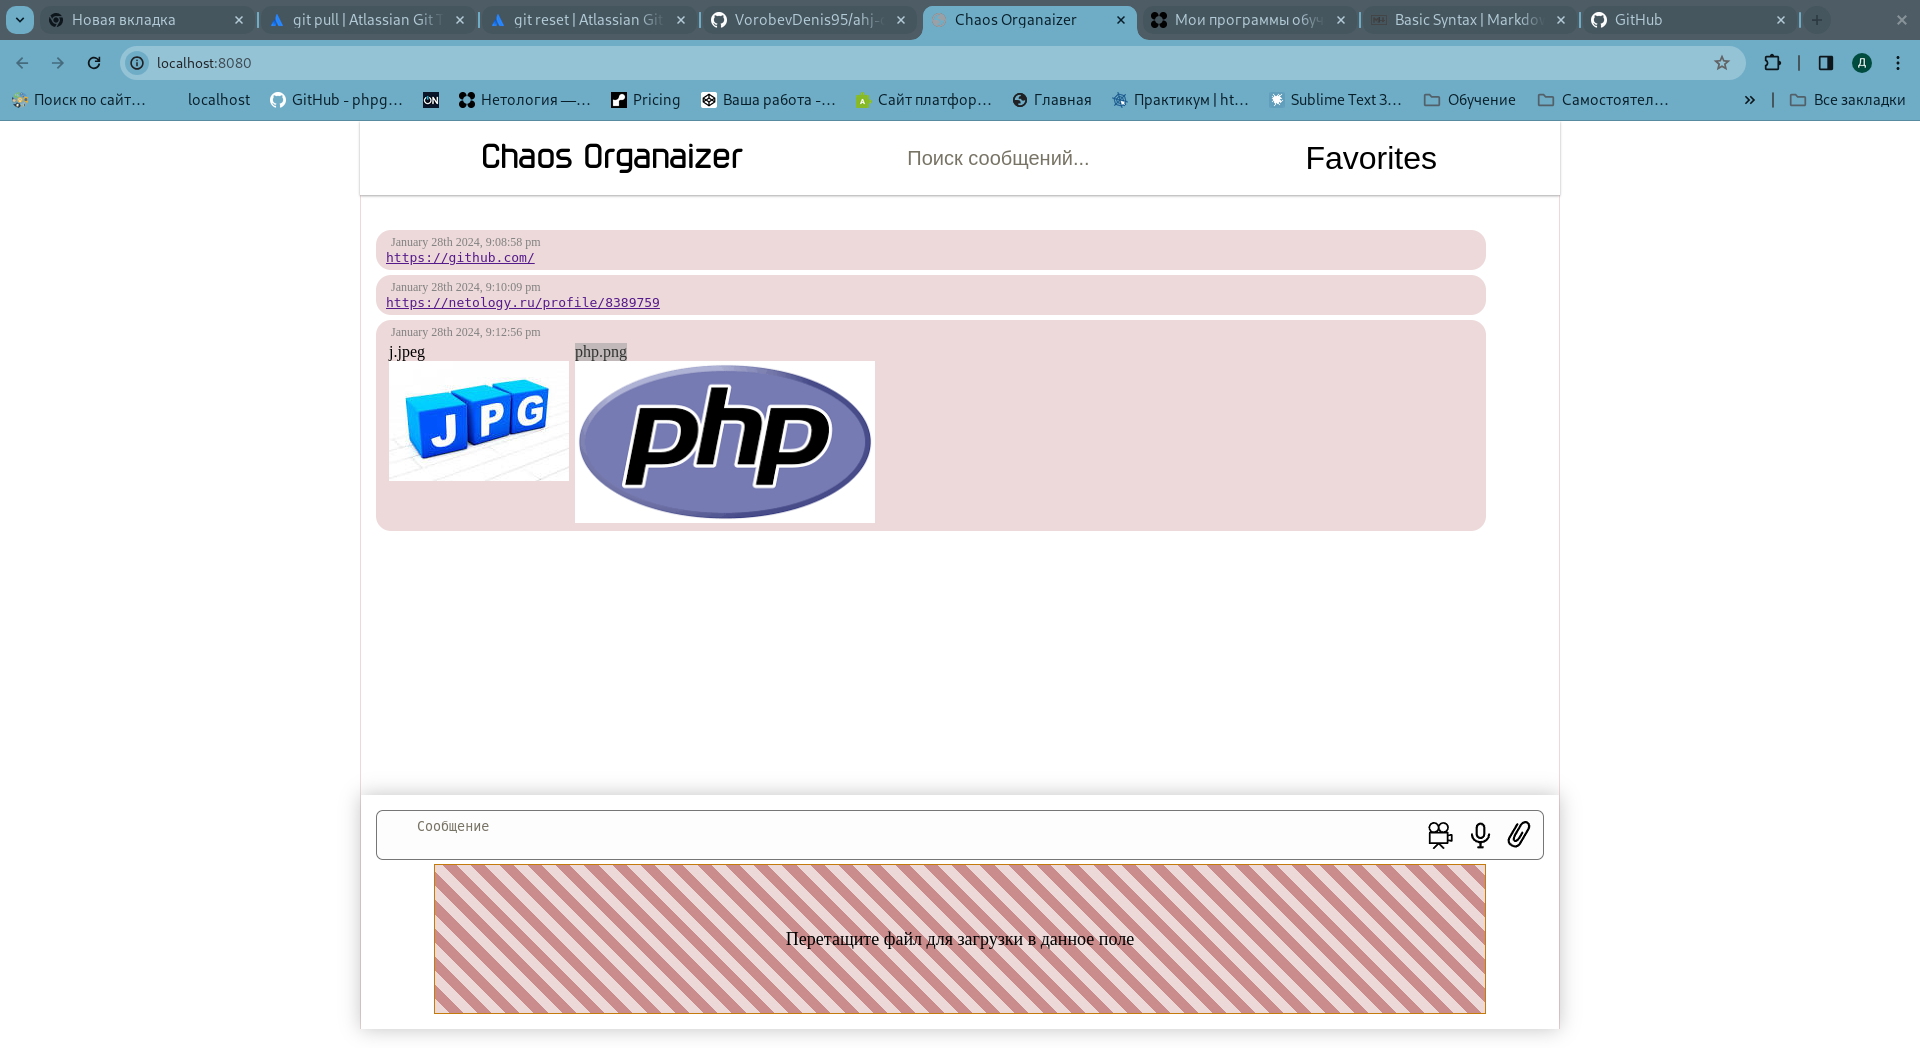 Новая вкладка
git pull | Atlassian Git T
git reset | Atlassian Git
VorobevDenis95/ahj-
Chaos Organaizer
Мои программы обуч
Basic Syntax | Markdow
GitHub
localhost:8080
Поиск по сайт…
localhost
GitHub - phpg…
ON
Нетология —…
Pricing
Ваша работа -…
Сайт платфор…
Главная
Практикум | ht…
Sublime Text 3…
Обучение
Самостоятел…
Все закладки
Chaos Organaizer
Поиск сообщений...
Favorites
January 28th 2024, 9:08:58 pm
https://github.com/
January 28th 2024, 9:10:09 pm
https://netology.ru/profile/8389759
January 28th 2024, 9:12:56 pm
j.jpeg
php.png
JPG
php
Сообщение
Перетащите файл для загрузки в данное поле